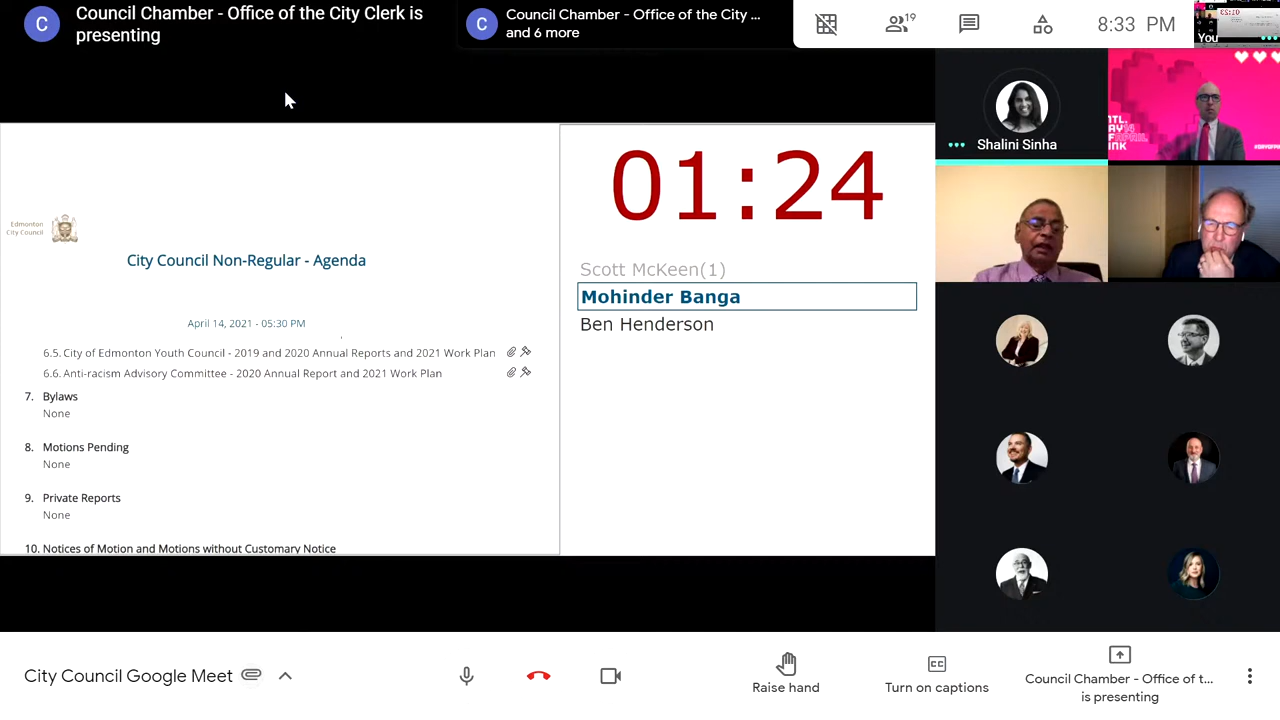 Council Chamber - Office of the City Clerk is
presenting
C
C
Council Chamber - Office of the City ...
and 6 more
19
8:33 PM
You
Shalini Sinha
Edmonton
City Council
City Council Non-Regular - Agenda
April 14, 2021 - 05:30 PM
6.5. City of Edmonton Youth Council - 2019 and 2020 Annual Reports and 2021 Work Plan
6.6. Anti-racism Advisory Committee - 2020 Annual Report and 2021 Work Plan
7. Bylaws
None
8. Motions Pending
None
9. Private Reports
None
10. Notices of Motion and Motions without Customary Notice
01:24
Scott McKeen(1)
Mohinder Banga
Ben Henderson
City Council Google Meet
Raise hand
CC
Turn on captions
Council Chamber - Office of t...
is presenting